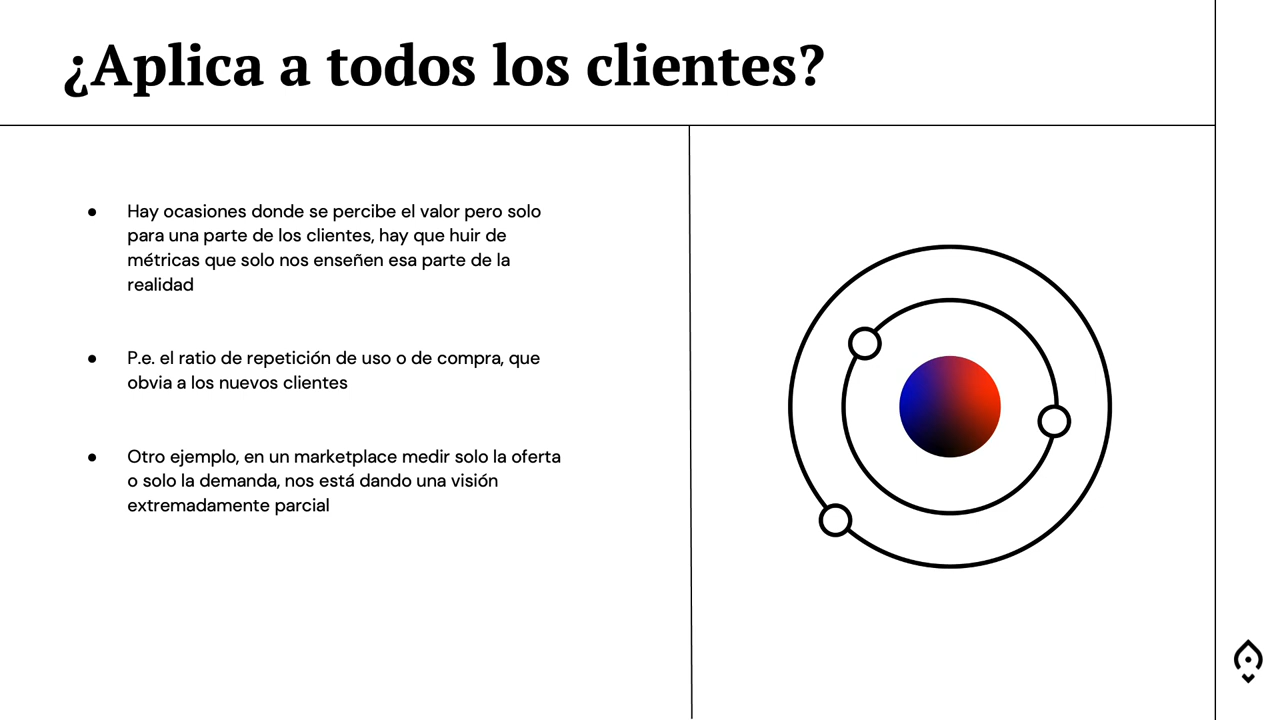 ¿Aplica a todos los clientes?
● Hay ocasiones donde se percibe el valor pero solo
para una parte de los clientes, hay que huir de
métricas que solo nos enseñen esa parte de la
realidad
● P.e. el ratio de repetición de uso o de compra, que
obvia a los nuevos clientes
● Otro ejemplo, en un marketplace medir solo la oferta
o solo la demanda, nos está dando una visión
extremadamente parcial